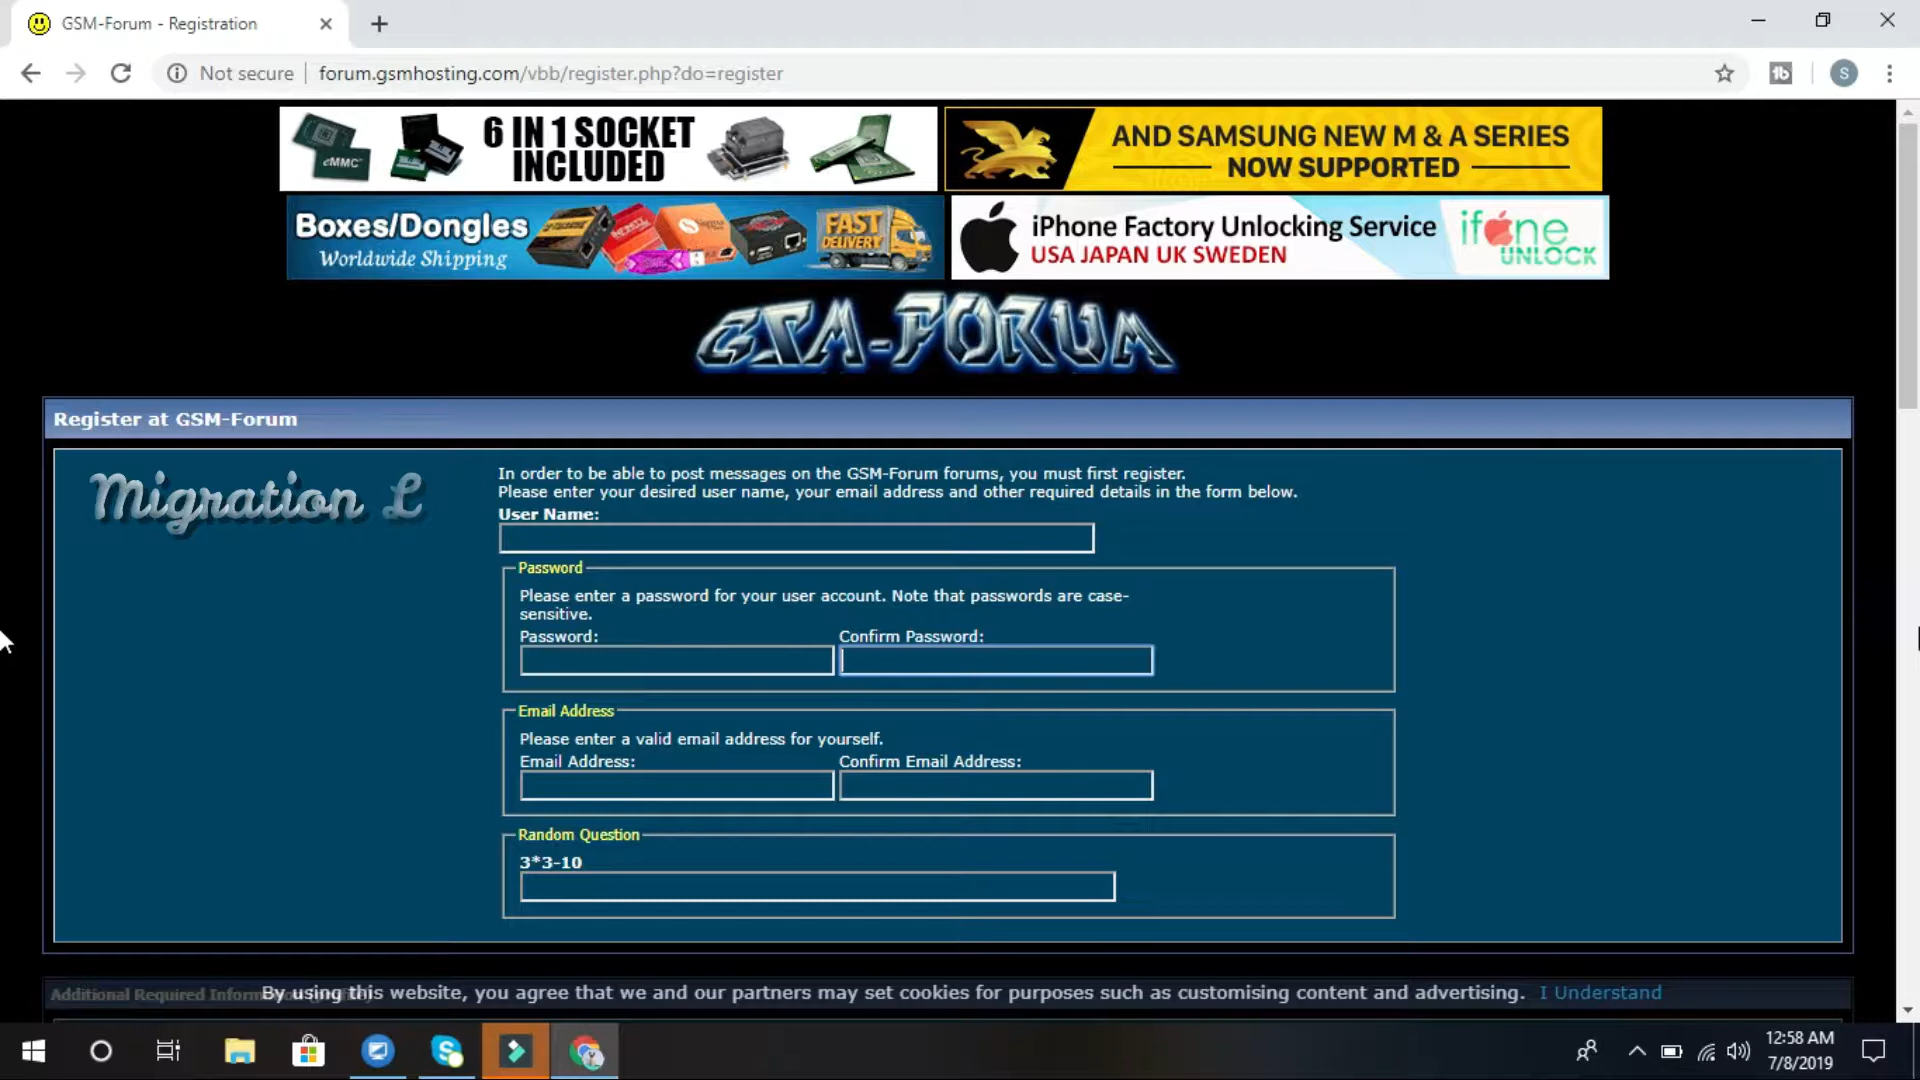 GSM-Forum - Registration
Not secure
forum.gsmhosting.com/vbb/register.php?do=register
S
eMMC
6 IN 1 SOCKET
INCLUDED
AND SAMSUNG NEW M & A SERIES
NOW SUPPORTED
Boxes/Dongles
Worldwide Shipping
FAST
DELIVERY
iPhone Factory Unlocking Service
USA JAPAN UK SWEDEN
ifone
UNLOCK
GSM-FORUM
Register at GSM-Forum
Migration L
In order to be able to post messages on the GSM-Forum forums, you must first register.
Please enter your desired user name, your email address and other required details in the form below.
User Name:
Password
Please enter a password for your user account. Note that passwords are case-
sensitive.
Password:
Confirm Password:
Email Address
Please enter a valid email address for yourself.
Email Address:
Confirm Email Address:
Random Question
3*3-10
Additional Required Inform
By using this website, you agree that we and our partners may set cookies for purposes such as customising content and advertising. I Understand
12:58 AM
7/8/2019